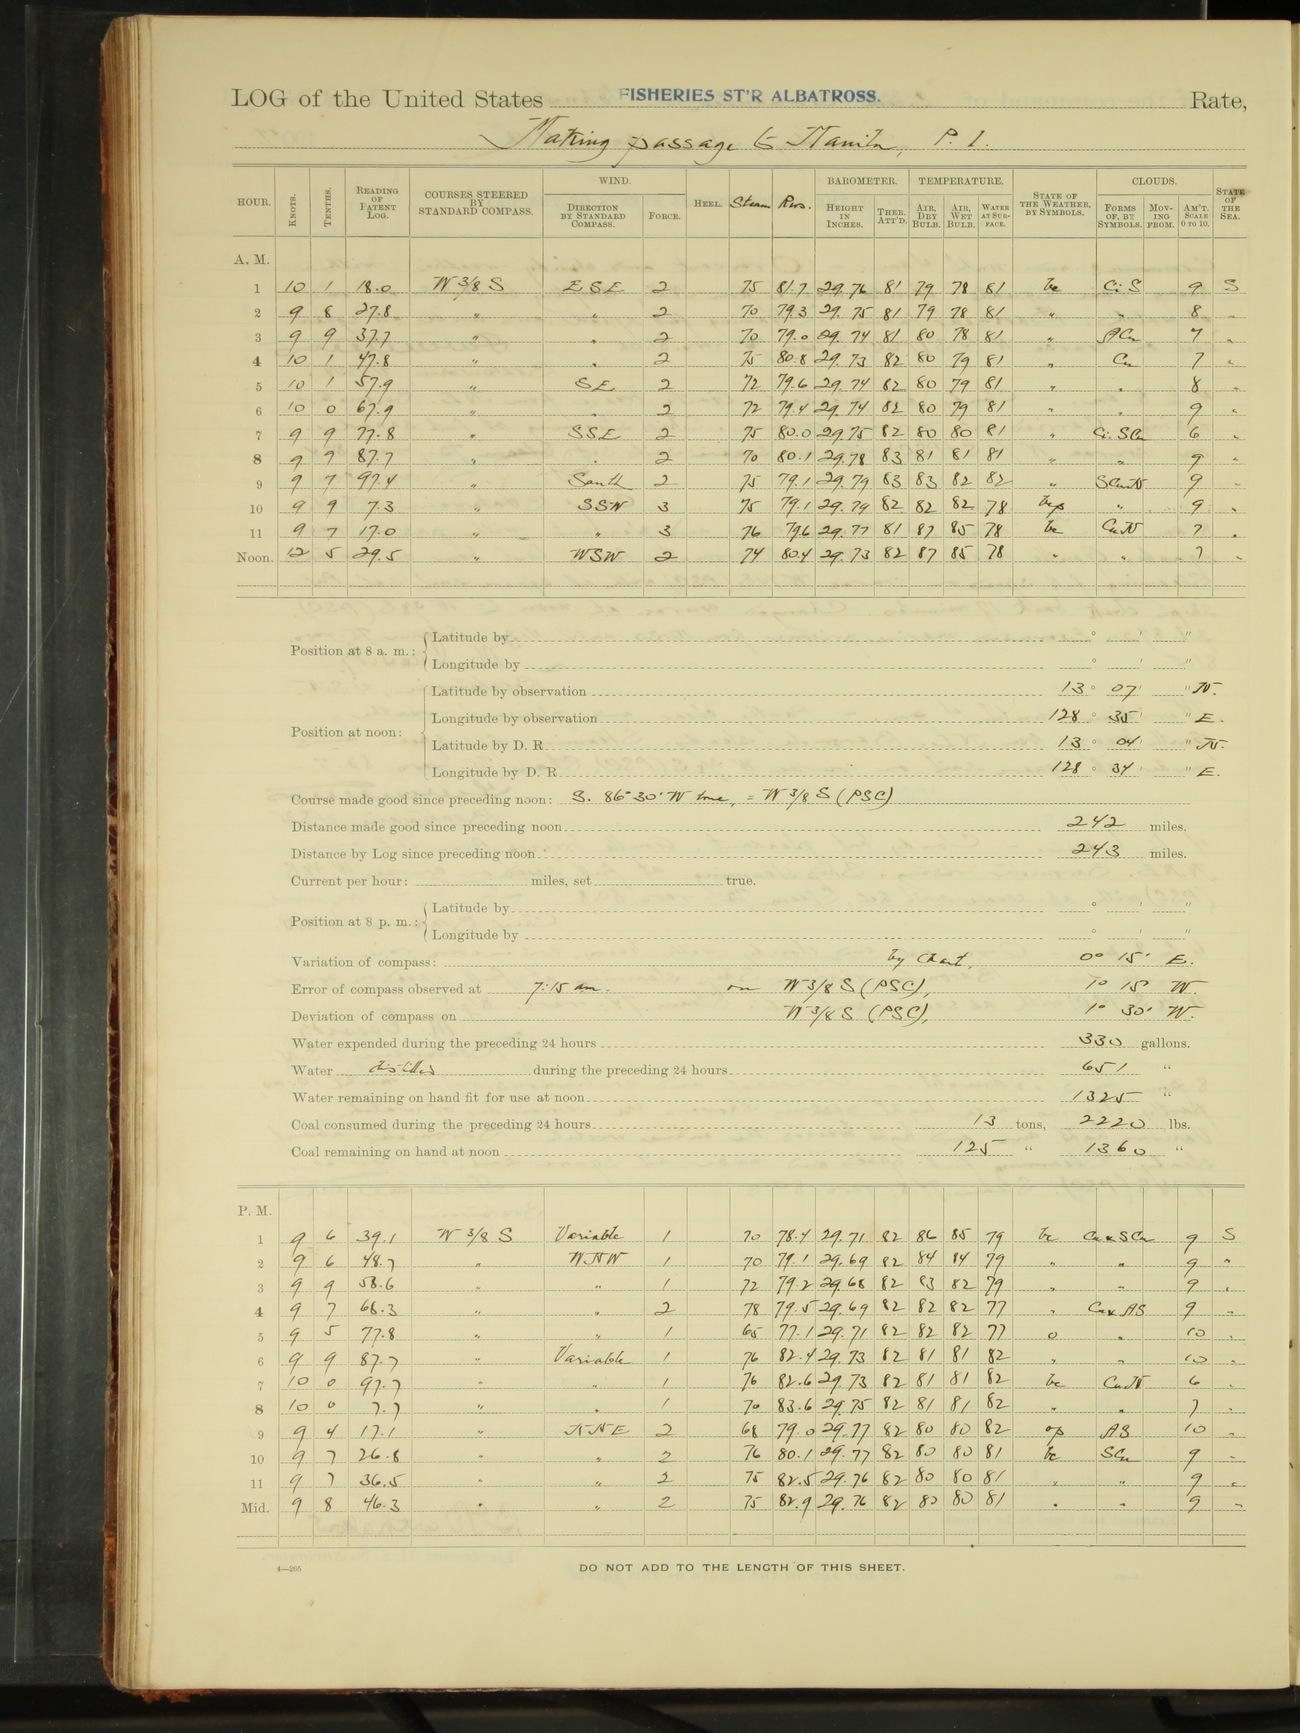 LOG of the United States FISHERIES ST'R ALBATROSS. Rate,
Making passage to Manila, P. I.
HOUR. KNOTS. TENTHS. READING OF PATENT LOG. COURSES STEERED BY STANDARD COMPASS. WIND. DIRECTION BY STANDARD COMPASS. FORCE. HEEL. Steam Rev. BAROMETER. HEIGHT IN INCHES. THER. ATT'D. TEMPERATURE. AIR, DRY BULB. AIR, WET BULB. WATER AT SURFACE. STATE OF THE WEATHER, BY SYMBOLS. CLOUDS. FORMS OF, BY SYMBOLS. MOVING FROM. AM'T. SCALE 0 TO 10. STATE OF THE SEA.
A. M.
1 10 1 18.0 W 3/8 S ESE 2 75 81.7 29.76 81 79 78 81 bc Ci S 9 S
2 9 8 27.8 " " 2 70 79.3 29.75 81 79 78 81 " " 8 "
3 9 9 37.7 " " 2 70 79.0 29.74 81 80 78 81 " ACu 7 "
4 10 1 47.8 " " 2 75 80.8 29.73 82 80 79 81 " Cu 7 "
5 10 1 57.9 " SE 2 72 79.6 29.74 82 80 79 81 " " 8 "
6 10 0 67.9 " " 2 72 79.4 29.74 82 80 79 81 " " 9 "
7 9 9 77.8 " SSE 2 75 80.0 29.75 82 80 80 81 " Ci. SCu 6 "
8 9 9 87.7 " " 2 70 80.1 29.78 83 81 81 81 " " 9 "
9 9 7 97.4 " South 2 75 79.1 29.79 83 83 82 82 " SCu&N 9 "
10 9 9 7.3 " SSW 3 75 79.1 29.79 82 82 82 78 bcp " 9 "
11 9 7 17.0 " " 3 76 79.6 29.77 81 87 85 78 bc CuN 7 "
Noon. 12 5 29.5 " WSW 2 74 80.4 29.73 82 87 85 78 " " 7 "
Position at 8 a. m.: Latitude by ° ' "
Longitude by ° ' "
Position at noon: Latitude by observation 13° 07' " N.
Longitude by observation 128° 35' " E.
Latitude by D. R. 13° 04' " N.
Longitude by D. R. 128° 34' " E.
Course made good since preceding noon: S. 86° 30' W true, = W 3/8 S (PSC)
Distance made good since preceding noon 242 miles.
Distance by Log since preceding noon 243 miles.
Current per hour: miles, set true.
Position at 8 p. m.: Latitude by ° ' "
Longitude by ° ' "
Variation of compass: by Chart, 0° 15' E.
Error of compass observed at 7:15 am. on W 3/8 S (PSC), 1° 15' W.
Deviation of compass on W 3/8 S (PSC), 1° 30' W.
Water expended during the preceding 24 hours 330 gallons.
Water distilled during the preceding 24 hours 651 "
Water remaining on hand fit for use at noon 1325 "
Coal consumed during the preceding 24 hours 13 tons, 2220 lbs.
Coal remaining on hand at noon 125 " 1360 "
P. M.
1 9 6 39.1 W 3/8 S Variable 1 70 78.4 29.71 82 86 85 79 bc Cu & SCu 9 S
2 9 6 48.7 " WNW 1 70 79.1 29.69 82 84 84 79 " " 9 "
3 9 9 58.6 " " 1 72 79.2 29.68 82 83 82 79 " " 9 "
4 9 7 68.3 " " 2 78 79.5 29.69 82 82 82 77 " Cu & AS 9 "
5 9 5 77.8 " " 1 65 77.1 29.71 82 82 82 77 o " 10 "
6 9 9 87.7 " Variable 1 76 82.4 29.73 82 81 81 82 " " 10 "
7 10 0 97.7 " " 1 76 82.6 29.73 82 81 81 82 bc CuN 6 "
8 10 0 7.7 " " 1 70 83.6 29.75 82 81 81 82 " " 7 "
9 9 4 17.1 " NNE 2 68 79.0 29.77 82 80 80 82 op AS 10 "
10 9 7 26.8 " " 2 76 80.1 29.77 82 80 80 81 bc SCu 9 "
11 9 7 36.5 " " 2 75 82.5 29.76 82 80 80 81 " " 9 "
Mid. 9 8 46.3 " " 2 75 82.9 29.76 82 80 80 81 " " 9 "
4—265 DO NOT ADD TO THE LENGTH OF THIS SHEET.